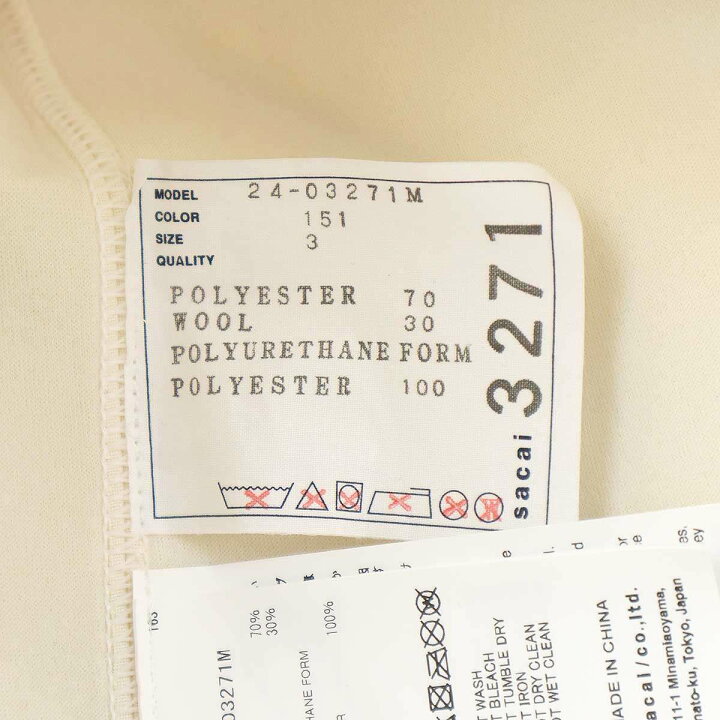 MODEL 24-03271M
COLOR 151
SIZE 3
QUALITY
POLYESTER 70
WOOL 30
POLYURETHANE FORM
POLYESTER 100
sacai 3271
163
03271M
70%
30%
HANE FORM
100%
WASH
BLEACH
TUMBLE DRY
IRON
DRY CLEAN
WET CLEAN
ADE IN CHINA
sacai/co.,ltd.
11-1 Minamiaoyama,
nato-ku, Tokyo, Japan